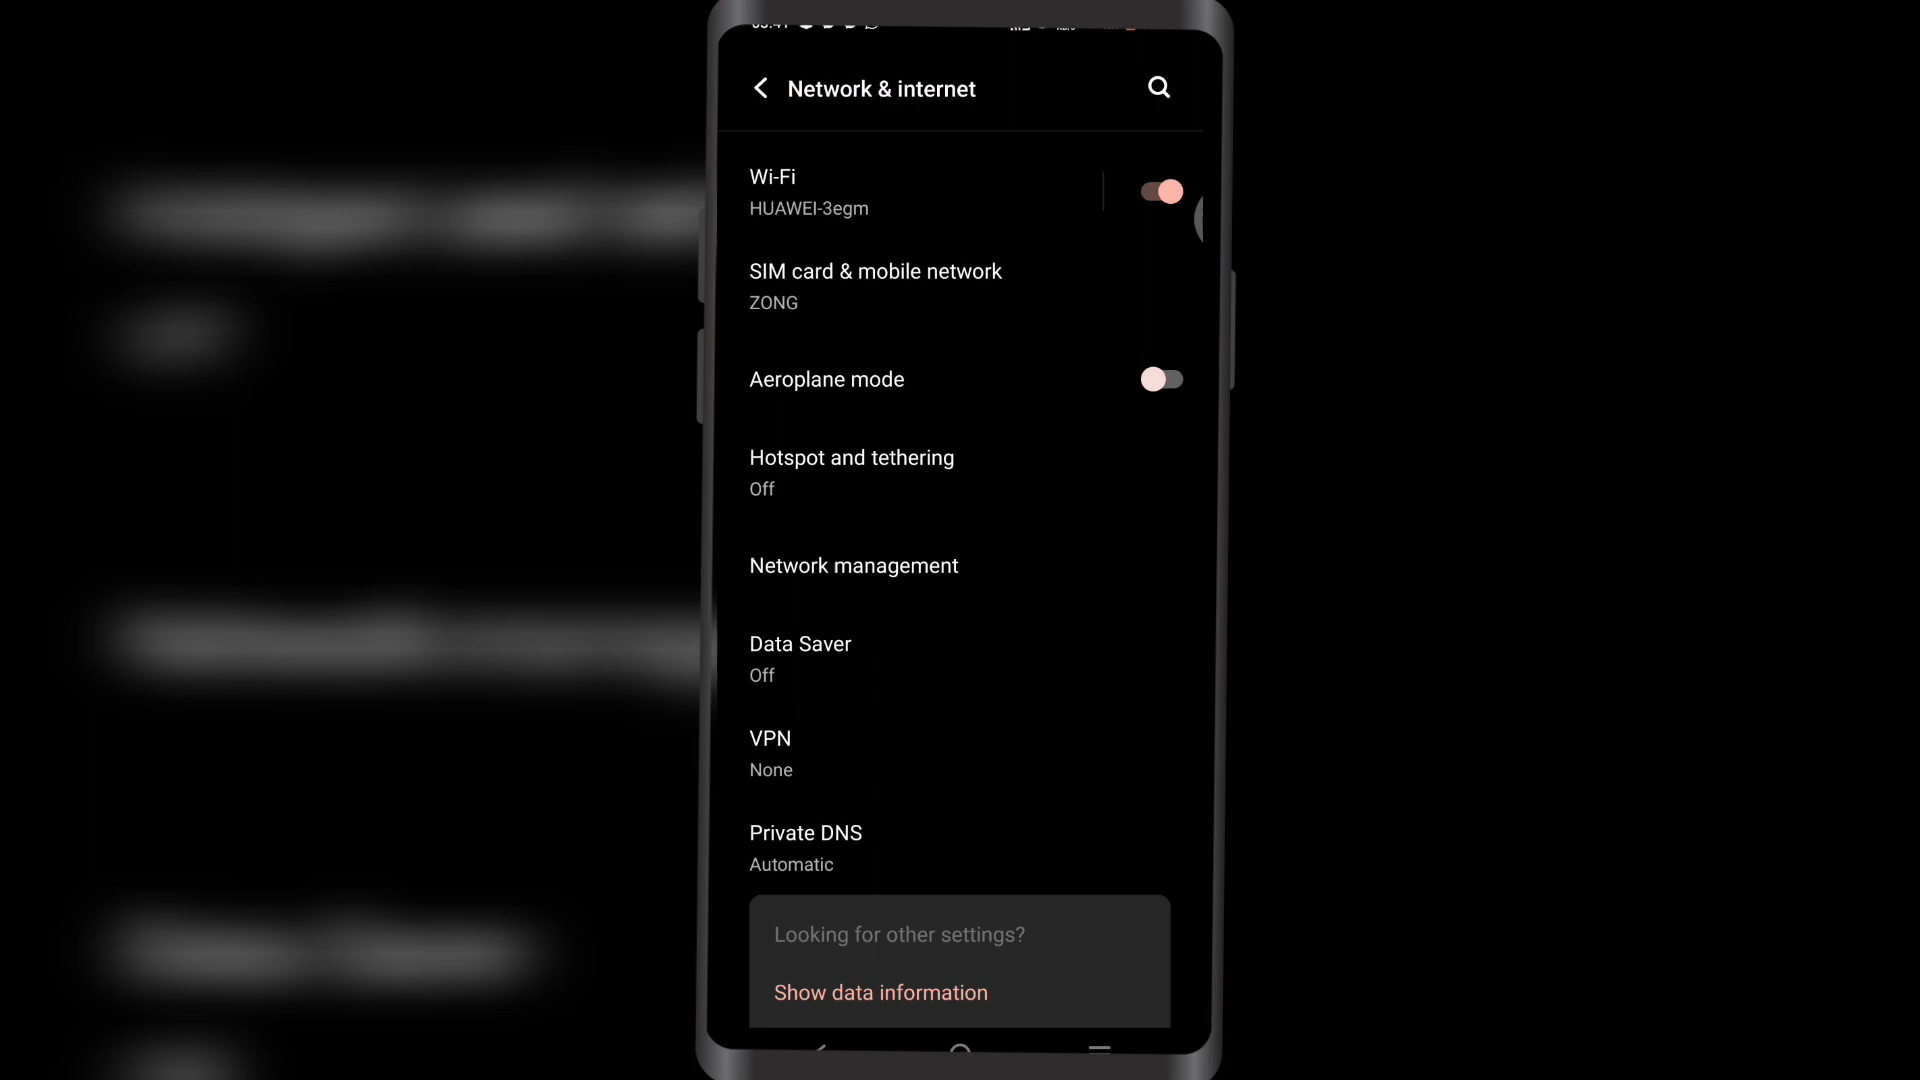 Network & internet
Wi-Fi
HUAWEI-3egm
SIM card & mobile network
ZONG
Aeroplane mode
Hotspot and tethering
Off
Network management
Data Saver
Off
VPN
None
Private DNS
Automatic
Looking for other settings?
Show data information